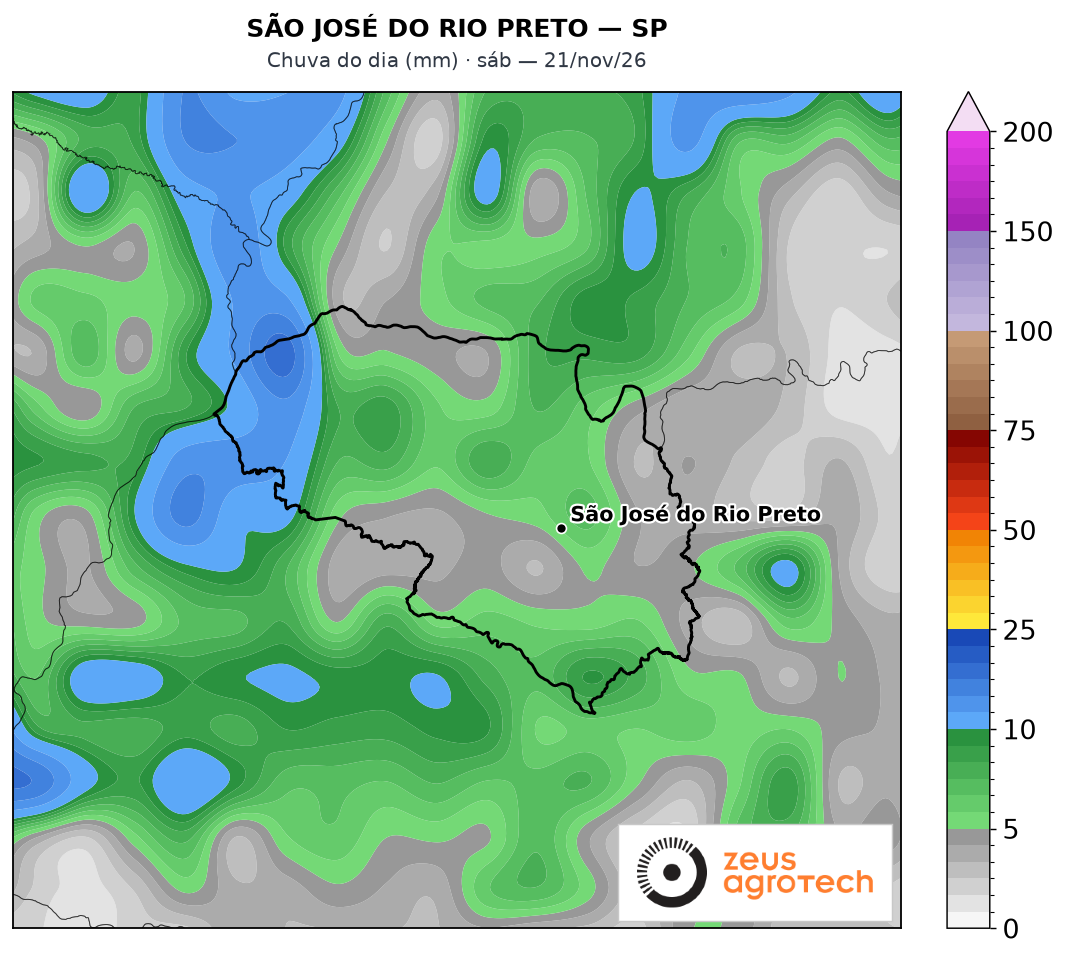 SÃO JOSÉ DO RIO PRETO — SP
Chuva do dia (mm) · sáb — 21/nov/26
200
150
100
75
50
25
10
5
0
São José do Rio Preto
zeus
agrotech